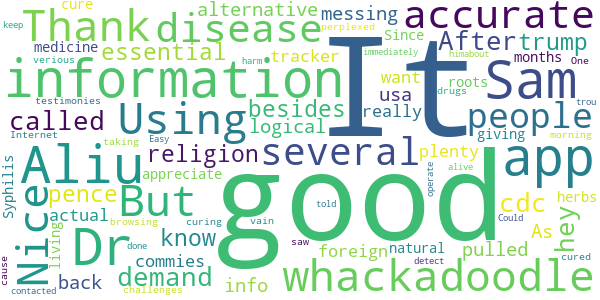 cure
keep
Thank disease alternative messing accurate
perplexed
verious medicine essential tracker Since After trump
immediately himabout
information It Sam
harm
want months One
testimonies Using besides usa roots drugs people
called logical really trou
Internet taking Easy giving morning
religion several plenty app
Syphilis Nice Aliu appreciate alive
pence But good cdc herbs
actual know foreign As hey
living browsing curing vain told operate Could
commies saw natural pulled
cause back Dr demand info detect cured
done whackadoodle
contacted challenges